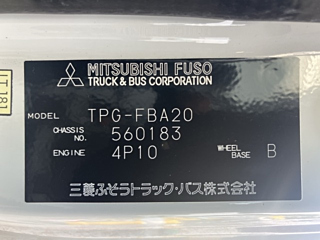 MITSUBISHI FUSO
TRUCK & BUS CORPORATION
MODEL TPG-FBA20
CHASSIS NO. 560183
ENGINE 4P10 WHEEL BASE B
三菱ふそうトラック・バス株式会社